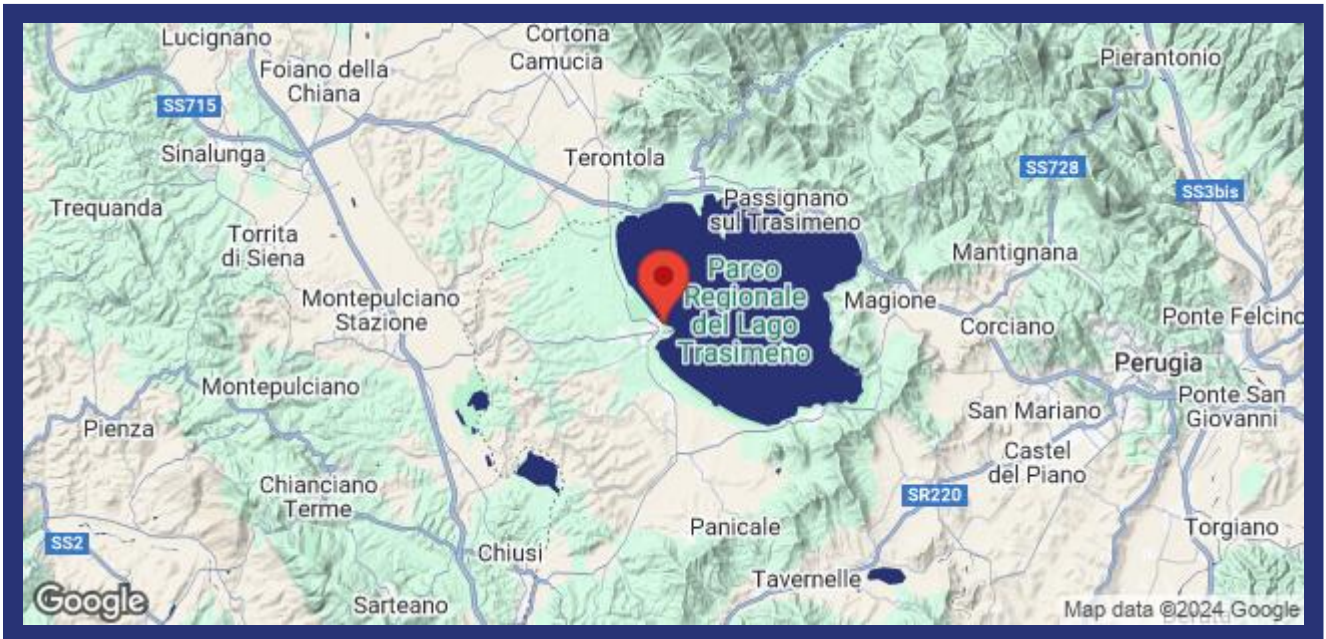 Lucignano
Cortona
Camucia
Pierantonio
Foiano della
Chiana
SS715
Sinalunga
Terontola
SS728
SS3bis
Trequanda
Passignano
sul Trasimeno
Torrita
di Siena
Mantignana
Parco
Regionale
del Lago
Trasimeno
Montepulciano
Stazione
Magione
Corciano
Ponte Felcino
Perugia
Montepulciano
Ponte San
Giovanni
San Mariano
Pienza
Castel
del Piano
Chianciano
Terme
SR220
Panicale
Torgiano
SS2
Chiusi
Tavernelle
Sarteano
Google
Map data ©2024 Google